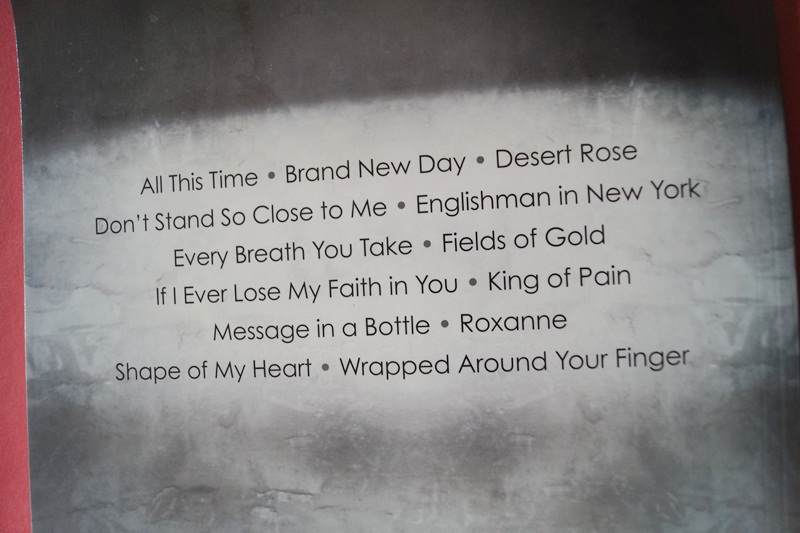 All This Time • Brand New Day • Desert Rose
Don't Stand So Close to Me • Englishman in New York
Every Breath You Take • Fields of Gold
If I Ever Lose My Faith in You • King of Pain
Message in a Bottle • Roxanne
Shape of My Heart • Wrapped Around Your Finger